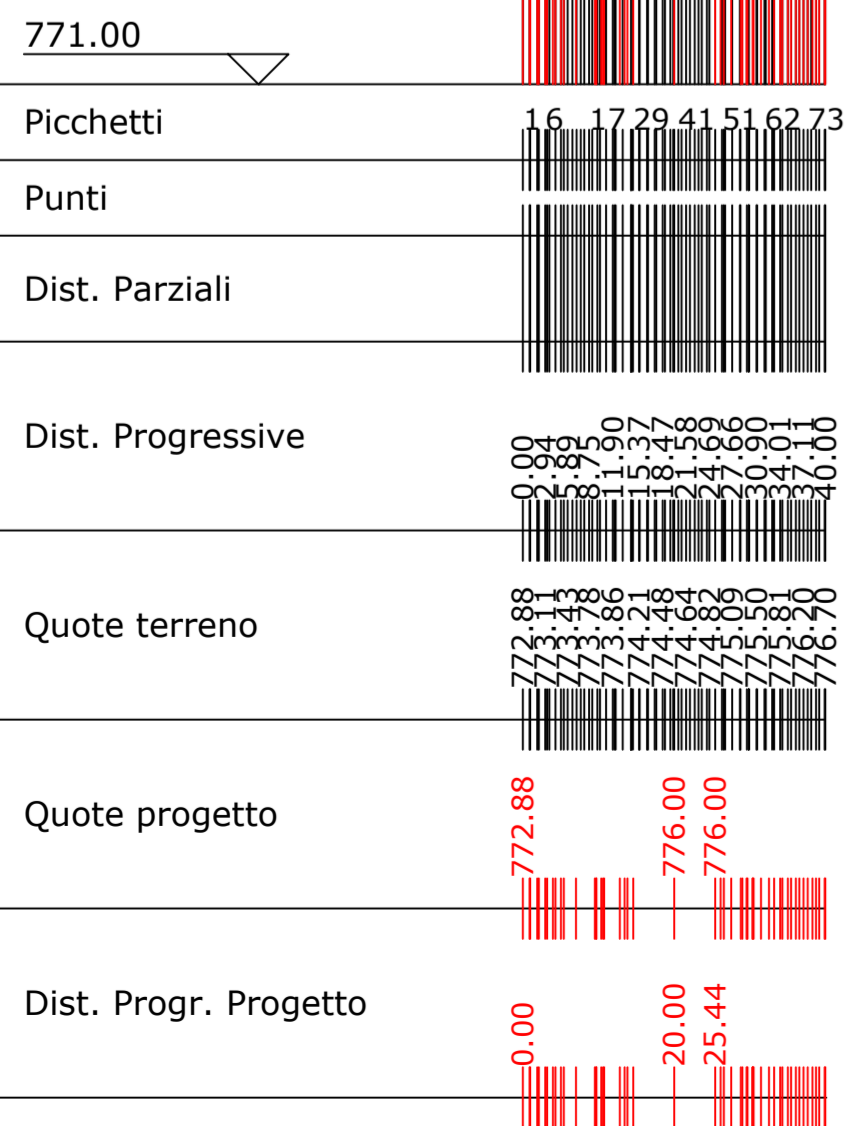 771.00
Picchetti 1 6 17 29 41 51 62 73
Punti
Dist. Parziali
Dist. Progressive 0.00 2.94 5.89 8.75 11.90 15.37 18.47 21.58 24.69 27.66 30.90 34.01 37.11 40.00
Quote terreno 772.88 773.11 773.43 773.78 773.86 774.21 774.48 774.64 774.82 775.09 775.50 775.81 776.20 776.70
Quote progetto 772.88 776.00 776.00
Dist. Progr. Progetto 0.00 20.00 25.44